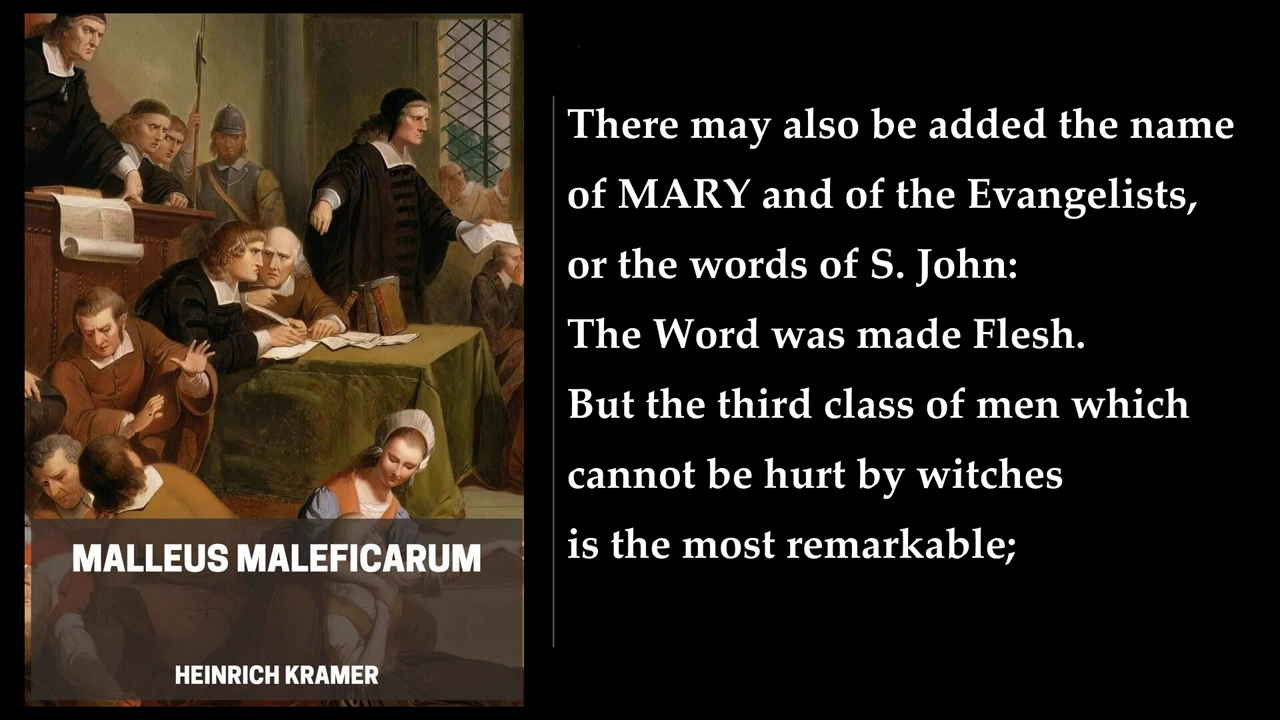 MALLEUS MALEFICARUM
HEINRICH KRAMER
There may also be added the name
of MARY and of the Evangelists,
or the words of S. John:
The Word was made Flesh.
But the third class of men which
cannot be hurt by witches
is the most remarkable;